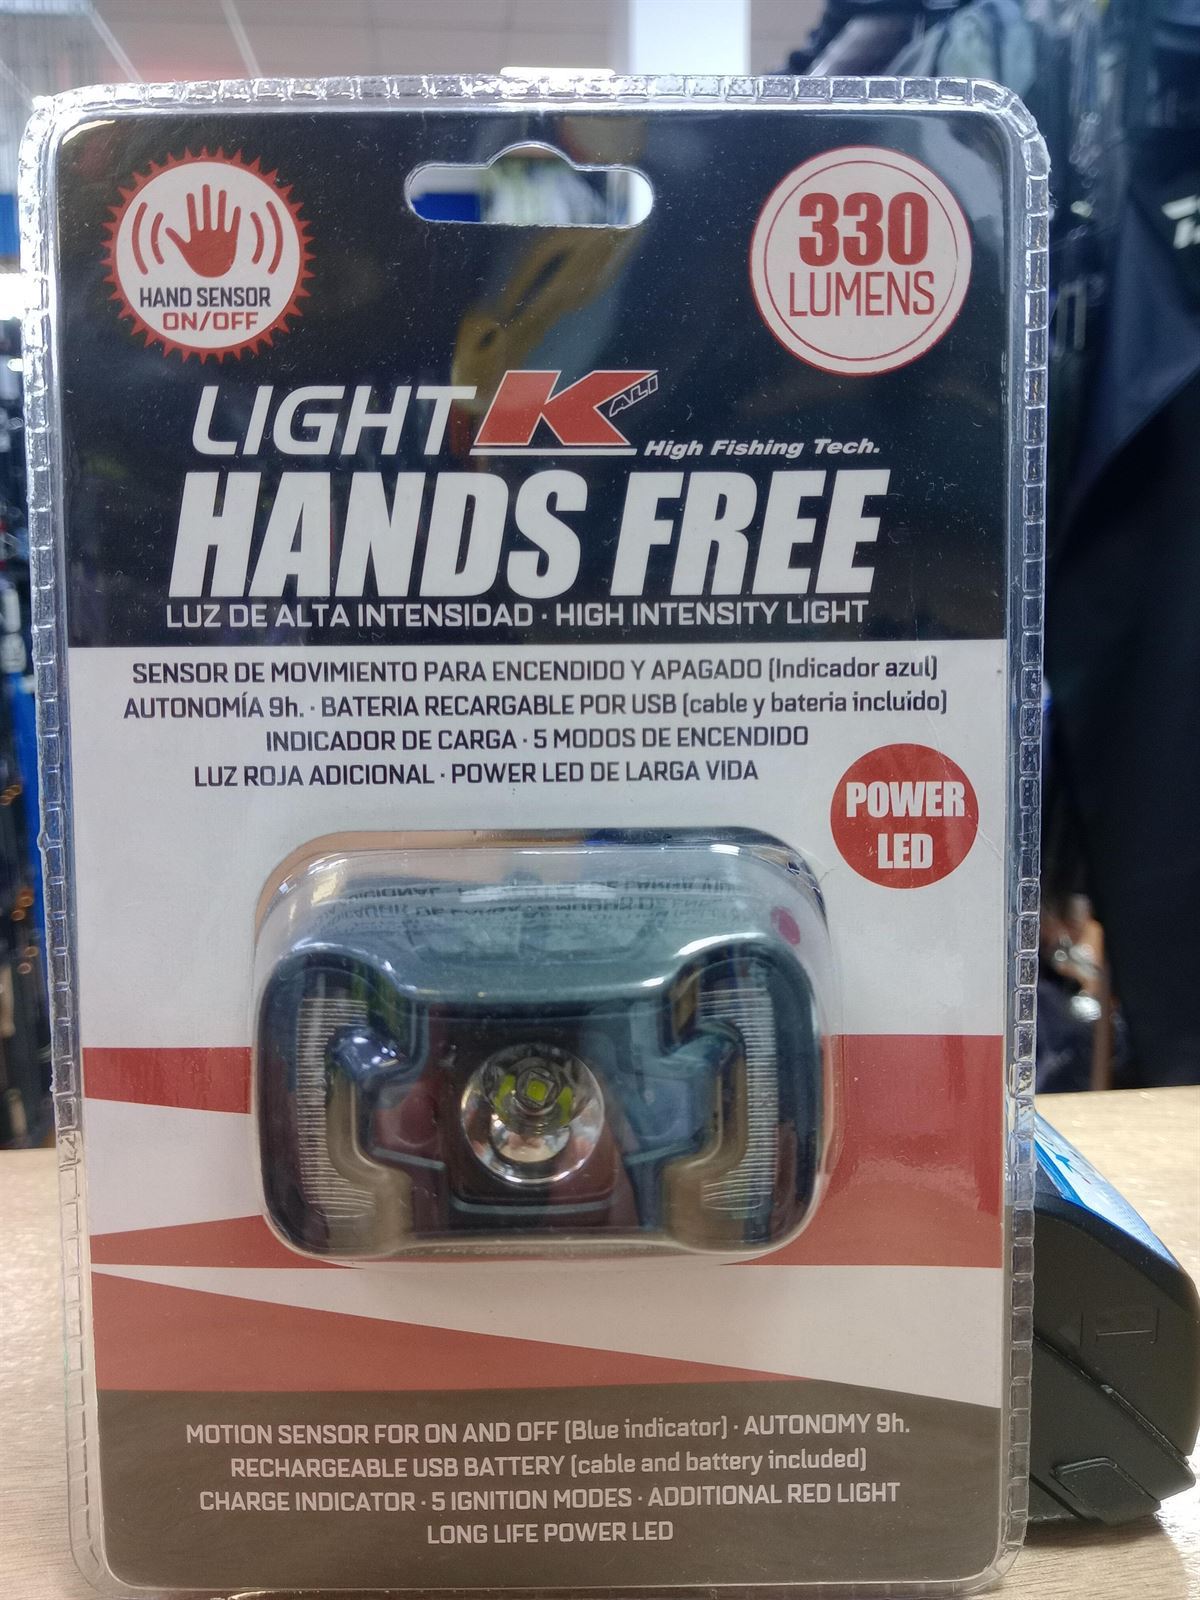 HAND SENSOR
ON/OFF
330
LUMENS
LIGHT KALI
High Fishing Tech.
HANDS FREE
LUZ DE ALTA INTENSIDAD · HIGH INTENSITY LIGHT
SENSOR DE MOVIMIENTO PARA ENCENDIDO Y APAGADO (Indicador azul)
AUTONOMÍA 9h. · BATERIA RECARGABLE POR USB (cable y bateria incluido)
INDICADOR DE CARGA · 5 MODOS DE ENCENDIDO
LUZ ROJA ADICIONAL · POWER LED DE LARGA VIDA
POWER
LED
MOTION SENSOR FOR ON AND OFF (Blue indicator) · AUTONOMY 9h.
RECHARGEABLE USB BATTERY (cable and battery included)
CHARGE INDICATOR · 5 IGNITION MODES · ADDITIONAL RED LIGHT
LONG LIFE POWER LED